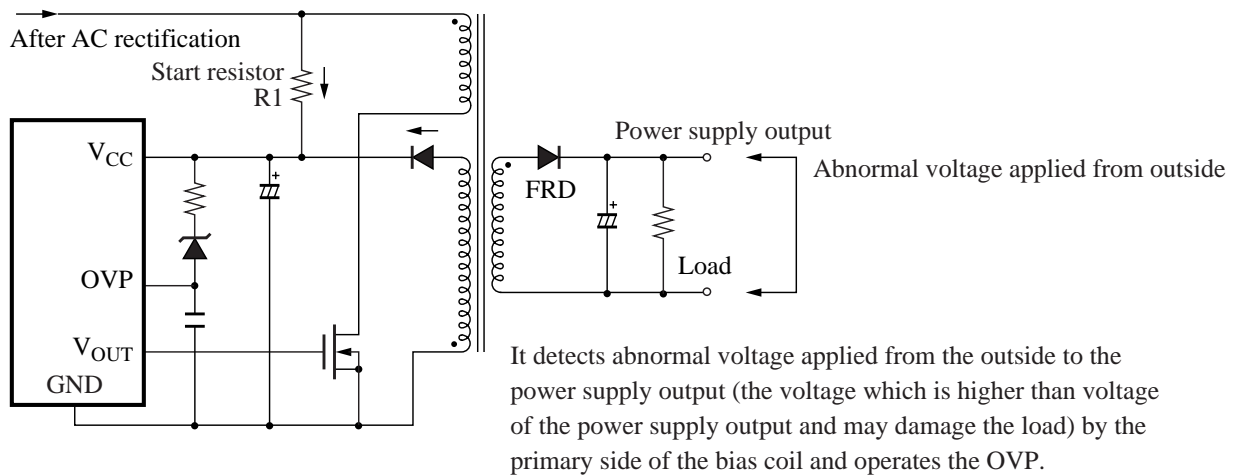 After AC rectification
Start resistor
R1
VCC
OVP
VOUT
GND
+
FRD
+
Power supply output
Load
Abnormal voltage applied from outside
It detects abnormal voltage applied from the outside to the
power supply output (the voltage which is higher than voltage
of the power supply output and may damage the load) by the
primary side of the bias coil and operates the OVP.